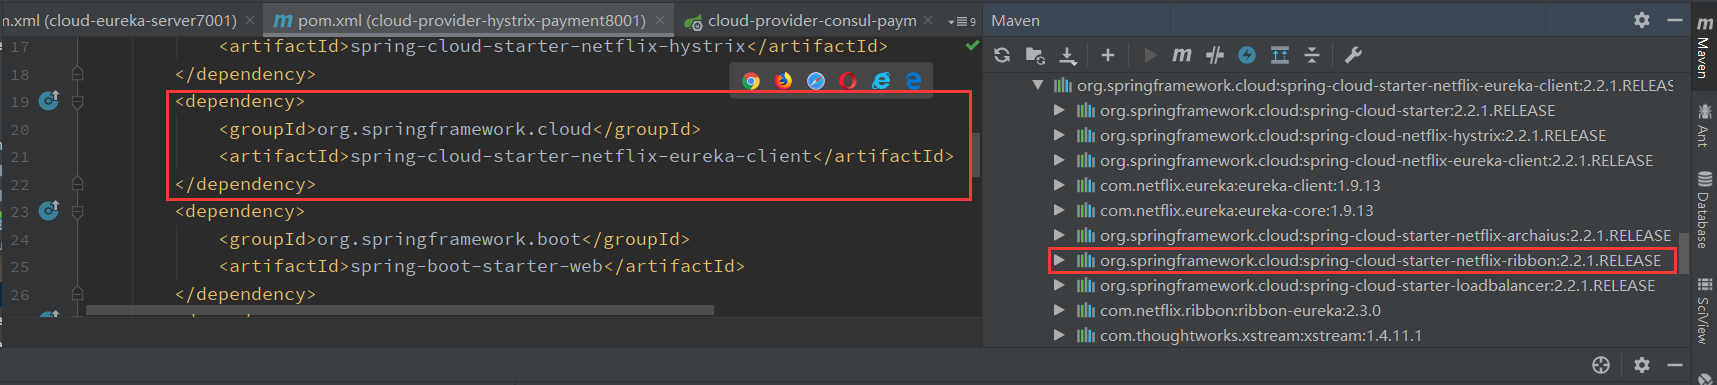 m.xml (cloud-eureka-server7001)
pom.xml (cloud-provider-hystrix-payment8001)
cloud-provider-consul-paym
9
Maven
17 <artifactId>spring-cloud-starter-netflix-hystrix</artifactId>
18 </dependency>
19 <dependency>
20 <groupId>org.springframework.cloud</groupId>
21 <artifactId>spring-cloud-starter-netflix-eureka-client</artifactId>
22 </dependency>
23 <dependency>
24 <groupId>org.springframework.boot</groupId>
25 <artifactId>spring-boot-starter-web</artifactId>
26 </dependency>
org.springframework.cloud:spring-cloud-starter-netflix-eureka-client:2.2.1.RELEAS
org.springframework.cloud:spring-cloud-starter:2.2.1.RELEASE
org.springframework.cloud:spring-cloud-netflix-hystrix:2.2.1.RELEASE
org.springframework.cloud:spring-cloud-netflix-eureka-client:2.2.1.RELEASE
com.netflix.eureka:eureka-client:1.9.13
com.netflix.eureka:eureka-core:1.9.13
org.springframework.cloud:spring-cloud-starter-netflix-archaius:2.2.1.RELEASE
org.springframework.cloud:spring-cloud-starter-netflix-ribbon:2.2.1.RELEASE
org.springframework.cloud:spring-cloud-starter-loadbalancer:2.2.1.RELEASE
com.netflix.ribbon:ribbon-eureka:2.3.0
com.thoughtworks.xstream:xstream:1.4.11.1
Maven
Ant
Database
SciView